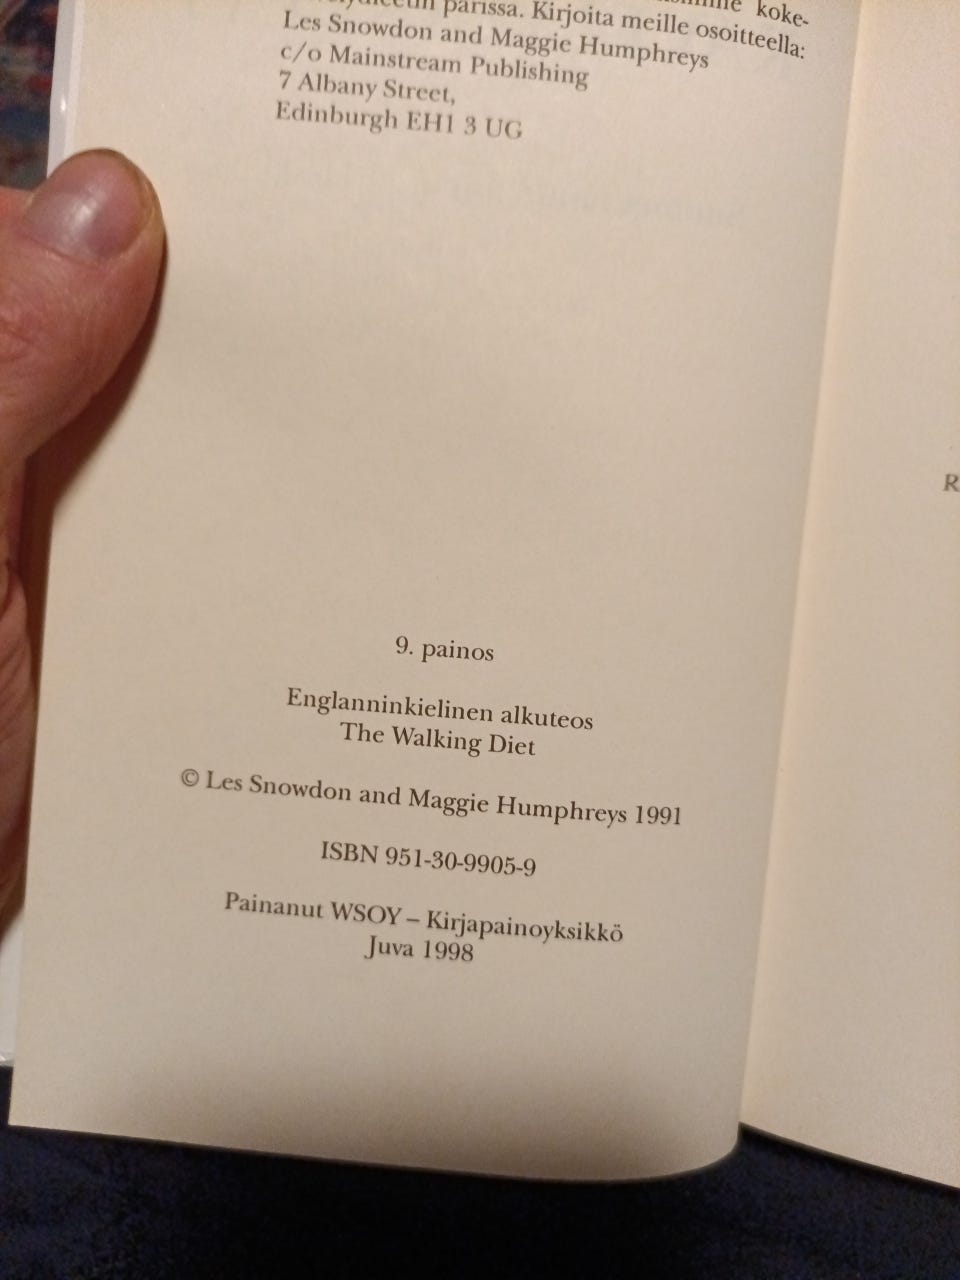 koke-
parissa. Kirjoita meille osoitteella:
Les Snowdon and Maggie Humphreys
c/o Mainstream Publishing
7 Albany Street,
Edinburgh EH1 3 UG
R
9. painos
Englanninkielinen alkuteos
The Walking Diet
© Les Snowdon and Maggie Humphreys 1991
ISBN 951-30-9905-9
Painanut WSOY – Kirjapainoyksikkö
Juva 1998